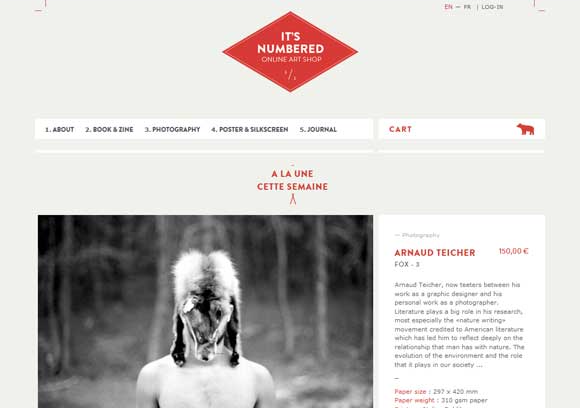 EN — FR | LOG-IN
IT'S
NUMBERED
ONLINE ART SHOP
1/1
1. ABOUT 2. BOOK & ZINE 3. PHOTOGRAPHY 4. POSTER & SILKSCREEN 5. JOURNAL
CART
A LA UNE
CETTE SEMAINE
— Photography
ARNAUD TEICHER 150,00 €
FOX - 3
Arnaud Teicher, now teeters between his
work as a graphic designer and his
personal work as a photographer.
Literature plays a big role in his research,
most especially the «nature writing»
movement credited to American literature
which has led him to reflect deeply on the
relationship that man has with nature. The
evolution of the environment and the role
that it plays in our society ...
—
Paper size : 297 x 420 mm
Paper weight : 310 gsm paper